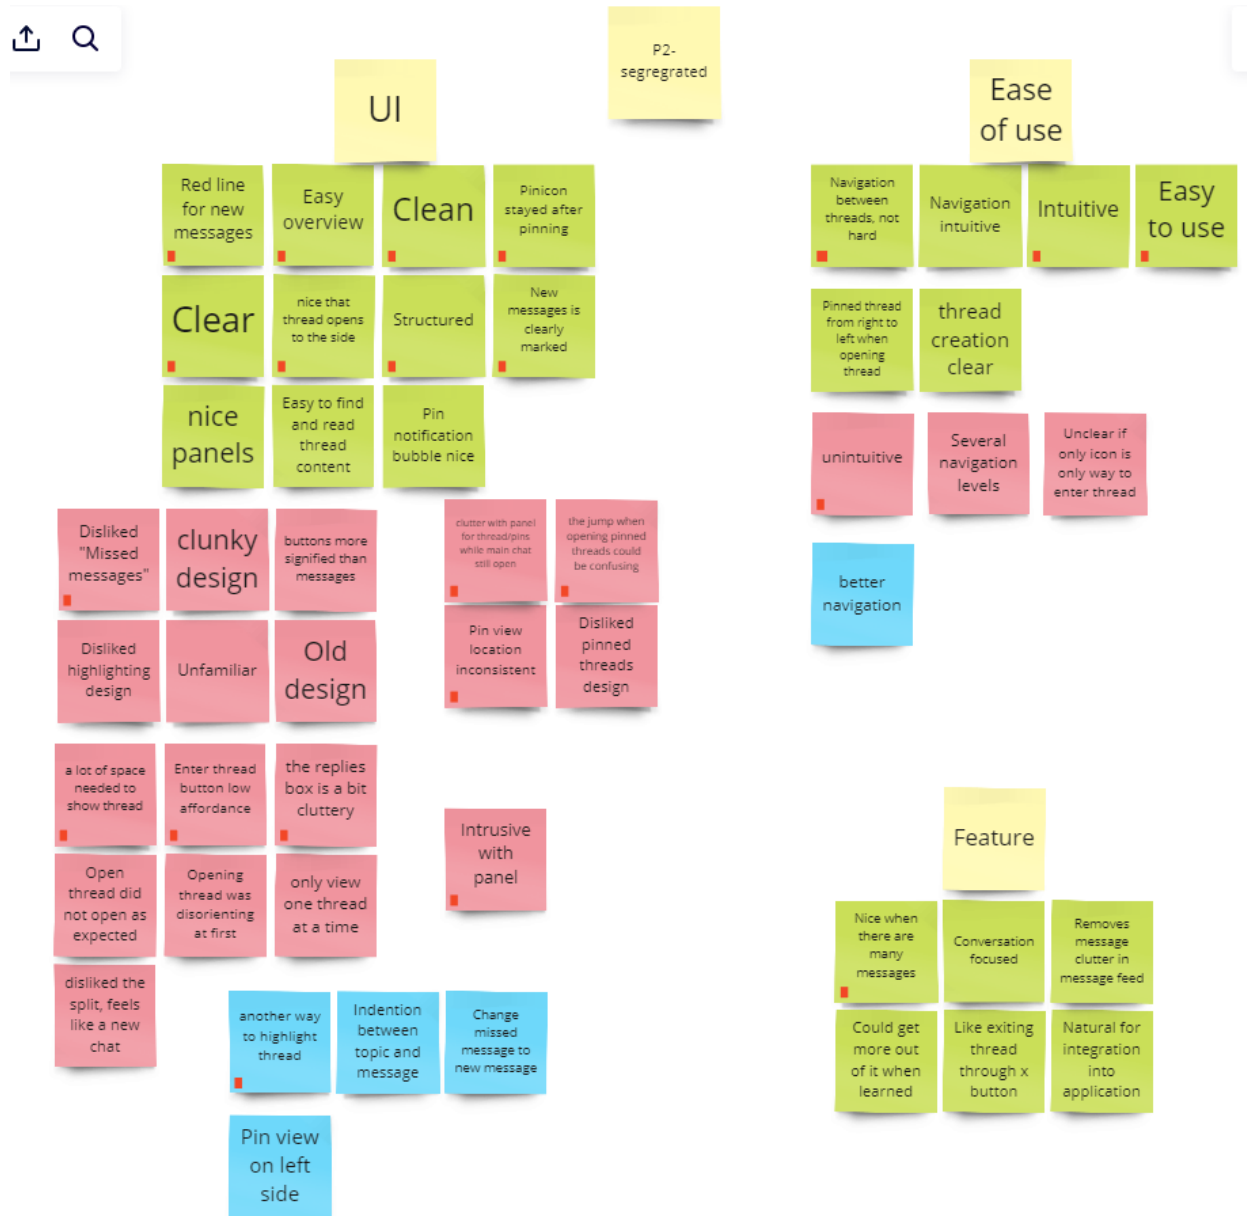 P2-
segregrated
UI
Red line
for new
messages
Easy
overview
Clean
Pinicon
stayed after
pinning
Clear
nice that
thread opens
to the side
Structured
New
messages is
clearly
marked
nice
panels
Easy to find
and read
thread
content
Pin
notification
bubble nice
Disliked
"Missed
messages"
clunky
design
buttons more
signified than
messages
Disliked
highlighting
design
Unfamiliar
Old
design
clutter with panel
for thread/pins
while main chat
still open
the jump when
opening pinned
threads could
be confusing
Pin view
location
inconsistent
Disliked
pinned
threads
design
a lot of space
needed to
show thread
Enter thread
button low
affordance
the replies
box is a bit
cluttery
Open
thread did
not open as
expected
Opening
thread was
disorienting
at first
only view
one thread
at a time
disliked the
split, feels
like a new
chat
Intrusive
with
panel
another way
to highlight
thread
Indention
between
topic and
message
Change
missed
message to
new message
Pin view
on left
side
Ease
of use
Navigation
between
threads, not
hard
Navigation
intuitive
Intuitive
Easy
to use
Pinned thread
from right to
left when
opening
thread
thread
creation
clear
unintuitive
Several
navigation
levels
Unclear if
only icon is
only way to
enter thread
better
navigation
Feature
Nice when
there are
many
messages
Conversation
focused
Removes
message
clutter in
message feed
Could get
more out
of it when
learned
Like exiting
thread
through x
button
Natural for
integration
into
application